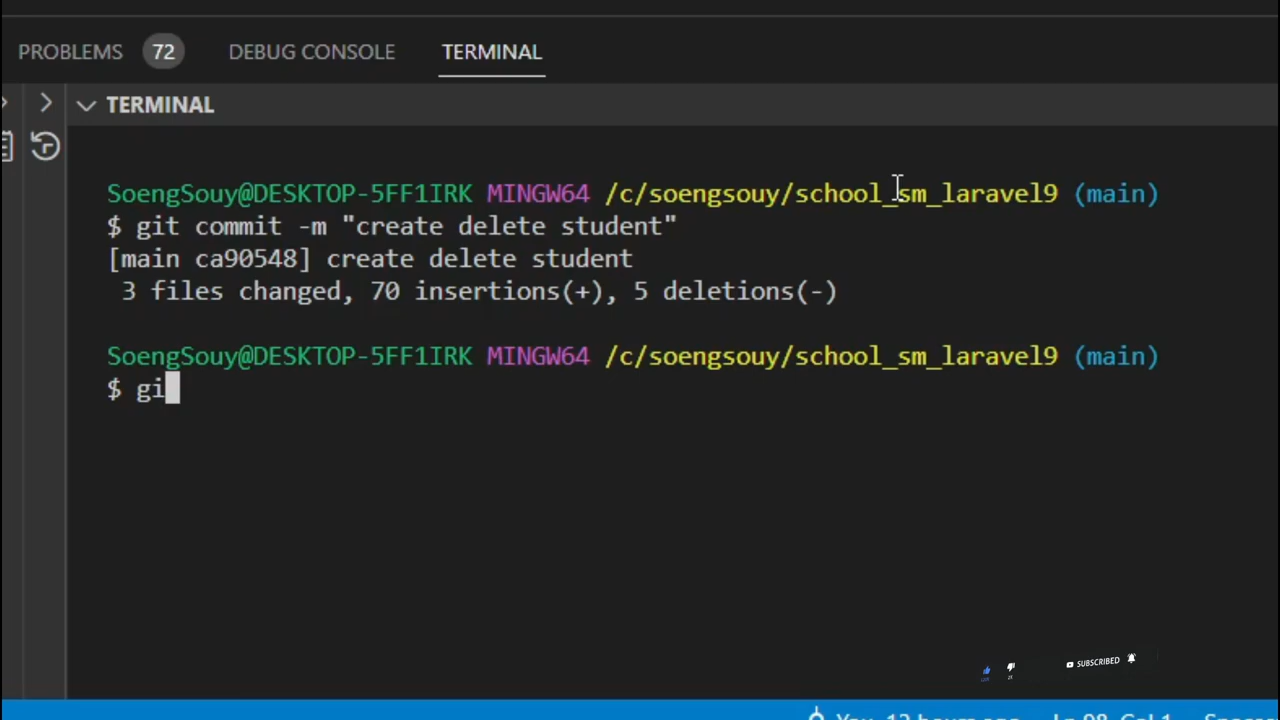 PROBLEMS 72 DEBUG CONSOLE TERMINAL
TERMINAL
SoengSouy@DESKTOP-5FF1IRK MINGW64 /c/soengsouy/school_sm_laravel9 (main)
$ git commit -m "create delete student"
[main ca90548] create delete student
3 files changed, 70 insertions(+), 5 deletions(-)
SoengSouy@DESKTOP-5FF1IRK MINGW64 /c/soengsouy/school_sm_laravel9 (main)
$ gi
SUBSCRIBED